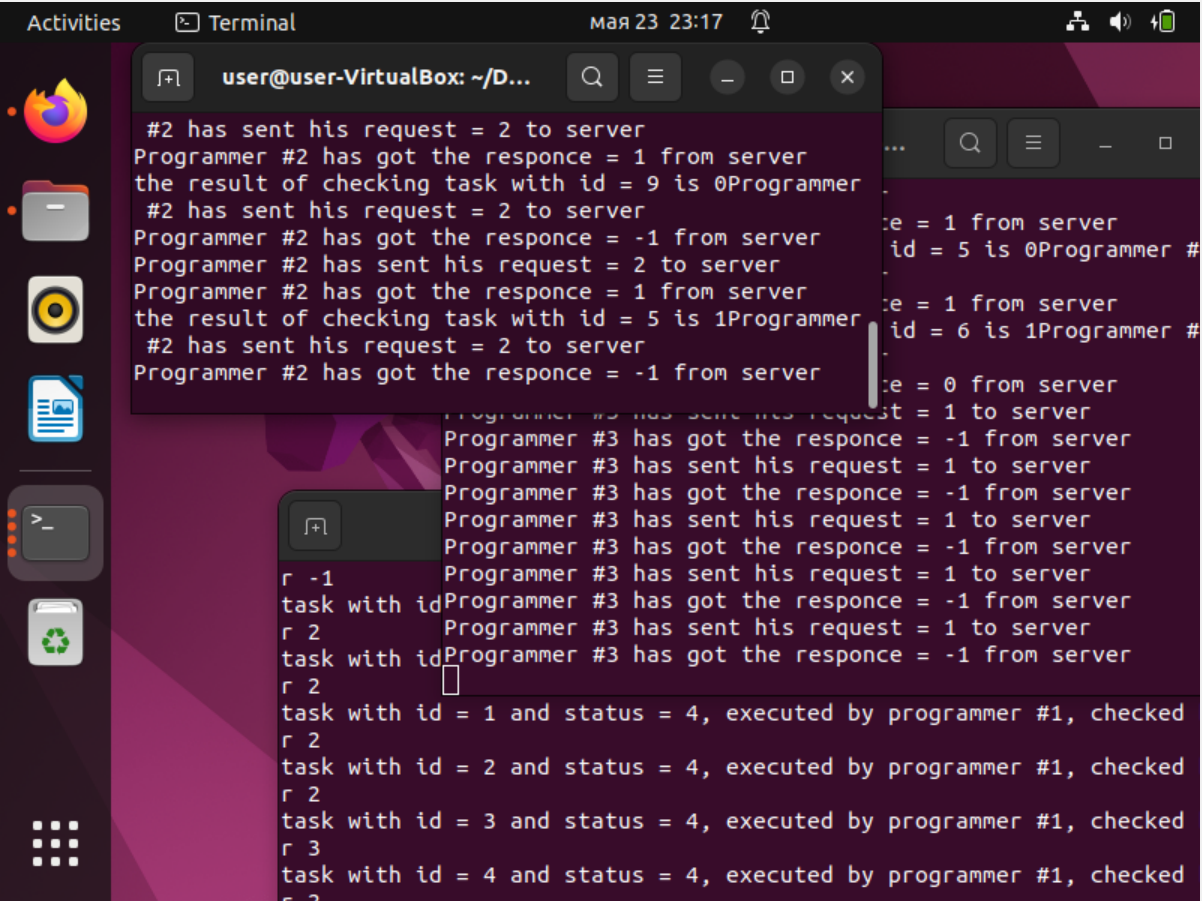 Activities
Terminal
мая 23 23:17
user@user-VirtualBox: ~/D...
#2 has sent his request = 2 to server
Programmer #2 has got the responce = 1 from server
the result of checking task with id = 9 is 0Programmer
#2 has sent his request = 2 to server
Programmer #2 has got the responce = -1 from server
Programmer #2 has sent his request = 2 to server
Programmer #2 has got the responce = 1 from server
the result of checking task with id = 5 is 1Programmer
#2 has sent his request = 2 to server
Programmer #2 has got the responce = -1 from server
...
= 1 from server
id = 5 is 0Programmer #
= 1 from server
id = 6 is 1Programmer #
= 0 from server
Programmer #3 has sent his request = 1 to server
Programmer #3 has got the responce = -1 from server
Programmer #3 has sent his request = 1 to server
Programmer #3 has got the responce = -1 from server
Programmer #3 has sent his request = 1 to server
Programmer #3 has got the responce = -1 from server
Programmer #3 has sent his request = 1 to server
Programmer #3 has got the responce = -1 from server
Programmer #3 has sent his request = 1 to server
Programmer #3 has got the responce = -1 from server
r -1
task with id
r 2
task with id
r 2
task with id = 1 and status = 4, executed by programmer #1, checked
r 2
task with id = 2 and status = 4, executed by programmer #1, checked
r 2
task with id = 3 and status = 4, executed by programmer #1, checked
r 3
task with id = 4 and status = 4, executed by programmer #1, checked